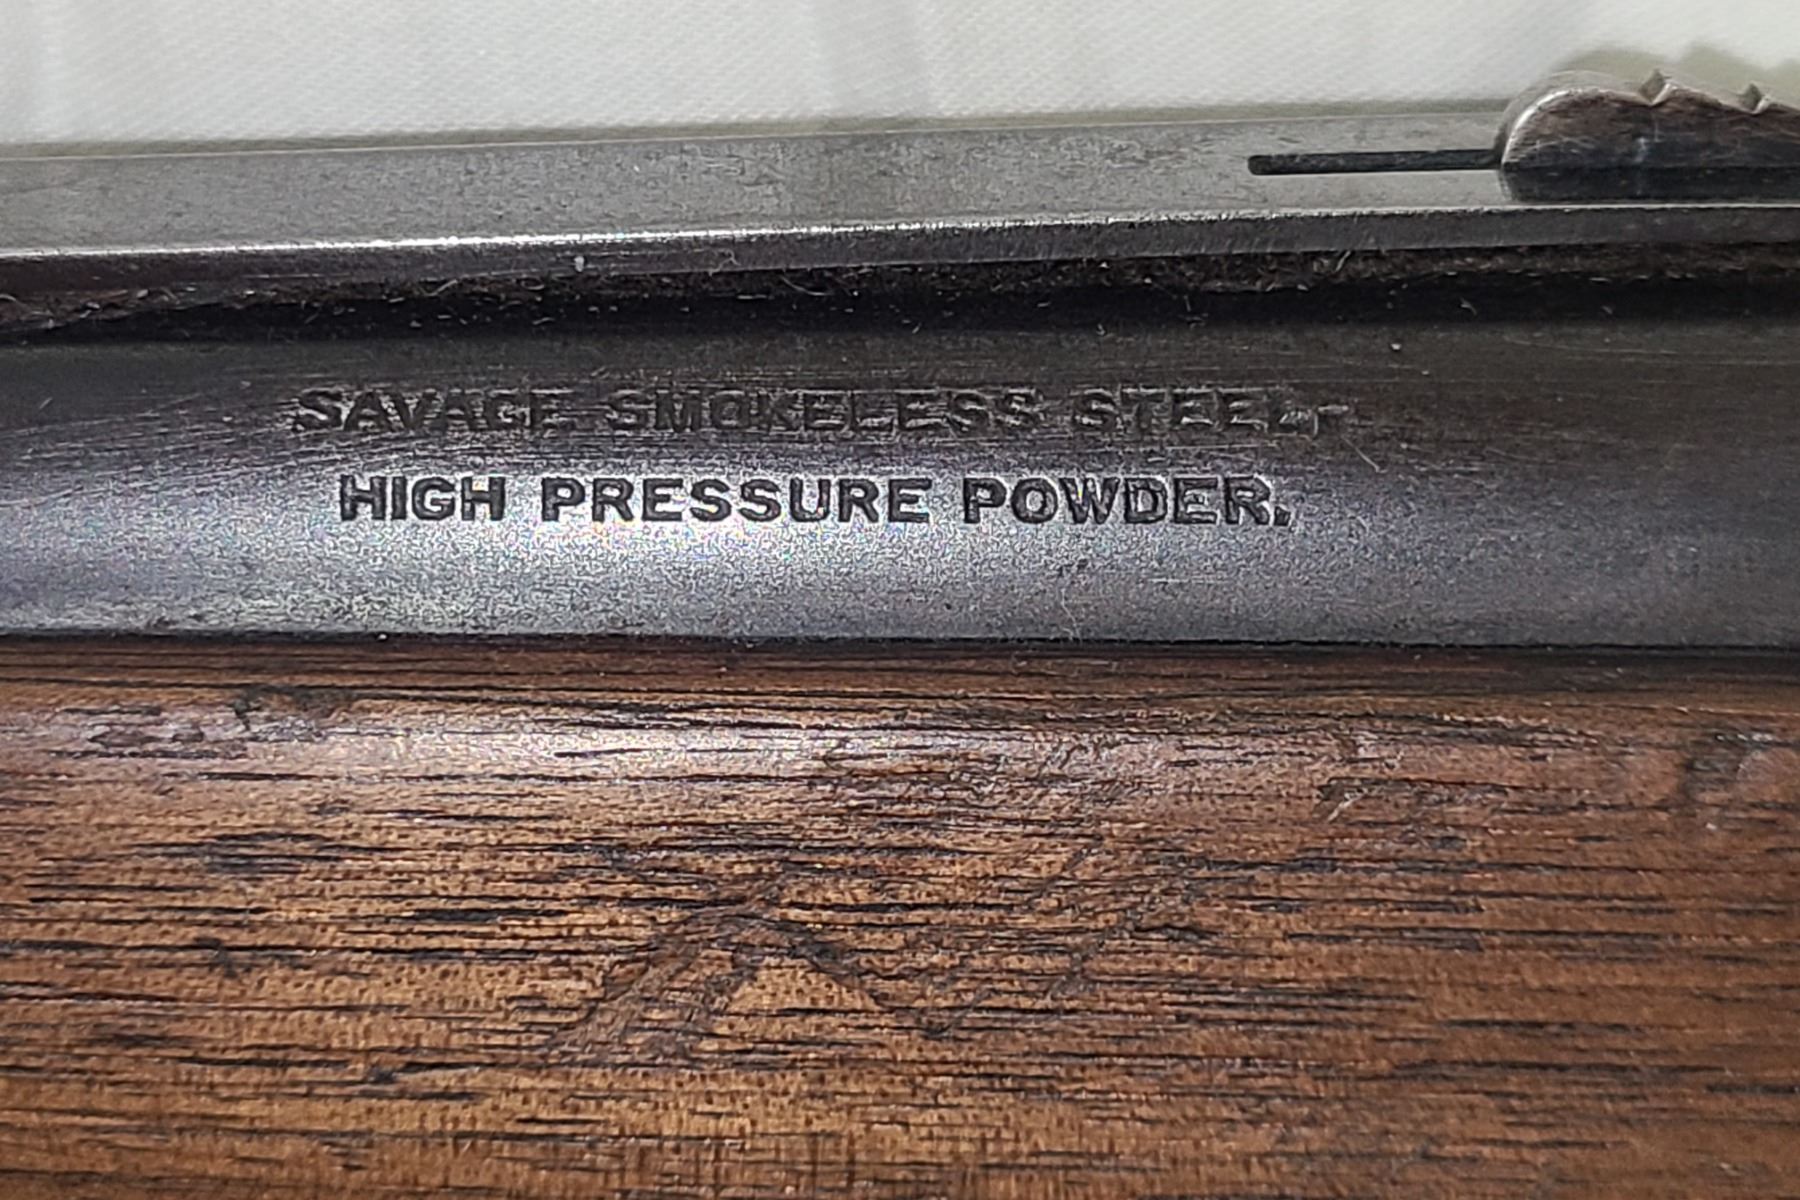 SAVAGE SMOKELESS STEEL,-
HIGH PRESSURE POWDER.